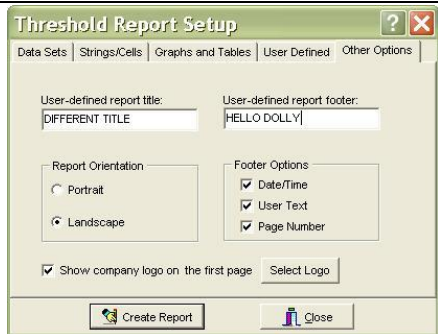 Threshold Report Setup
Data Sets Strings/Cells Graphs and Tables User Defined Other Options
User-defined report title: User-defined report footer:
DIFFERENT TITLE HELLO DOLLY
Report Orientation Footer Options
Portrait Date/Time
Landscape User Text
Page Number
Show company logo on the first page Select Logo
Create Report Close